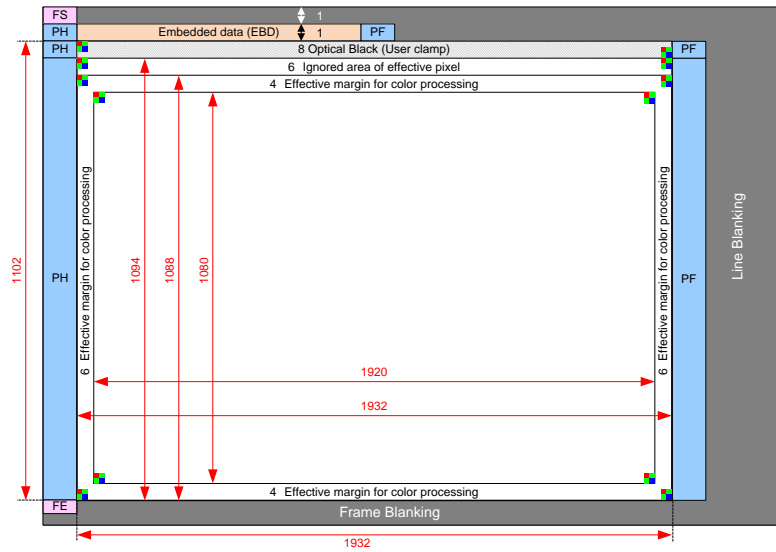 FS
1
PH
Embedded data (EBD)
1
PF
PH
8 Optical Black (User clamp)
PF
6 Ignored area of effective pixel
4 Effective margin for color processing
6 Effective margin for color processing
6 Effective margin for color processing
Line Blanking
1102
1094
1088
1080
PH
PF
1920
1932
4 Effective margin for color processing
FE
Frame Blanking
1932